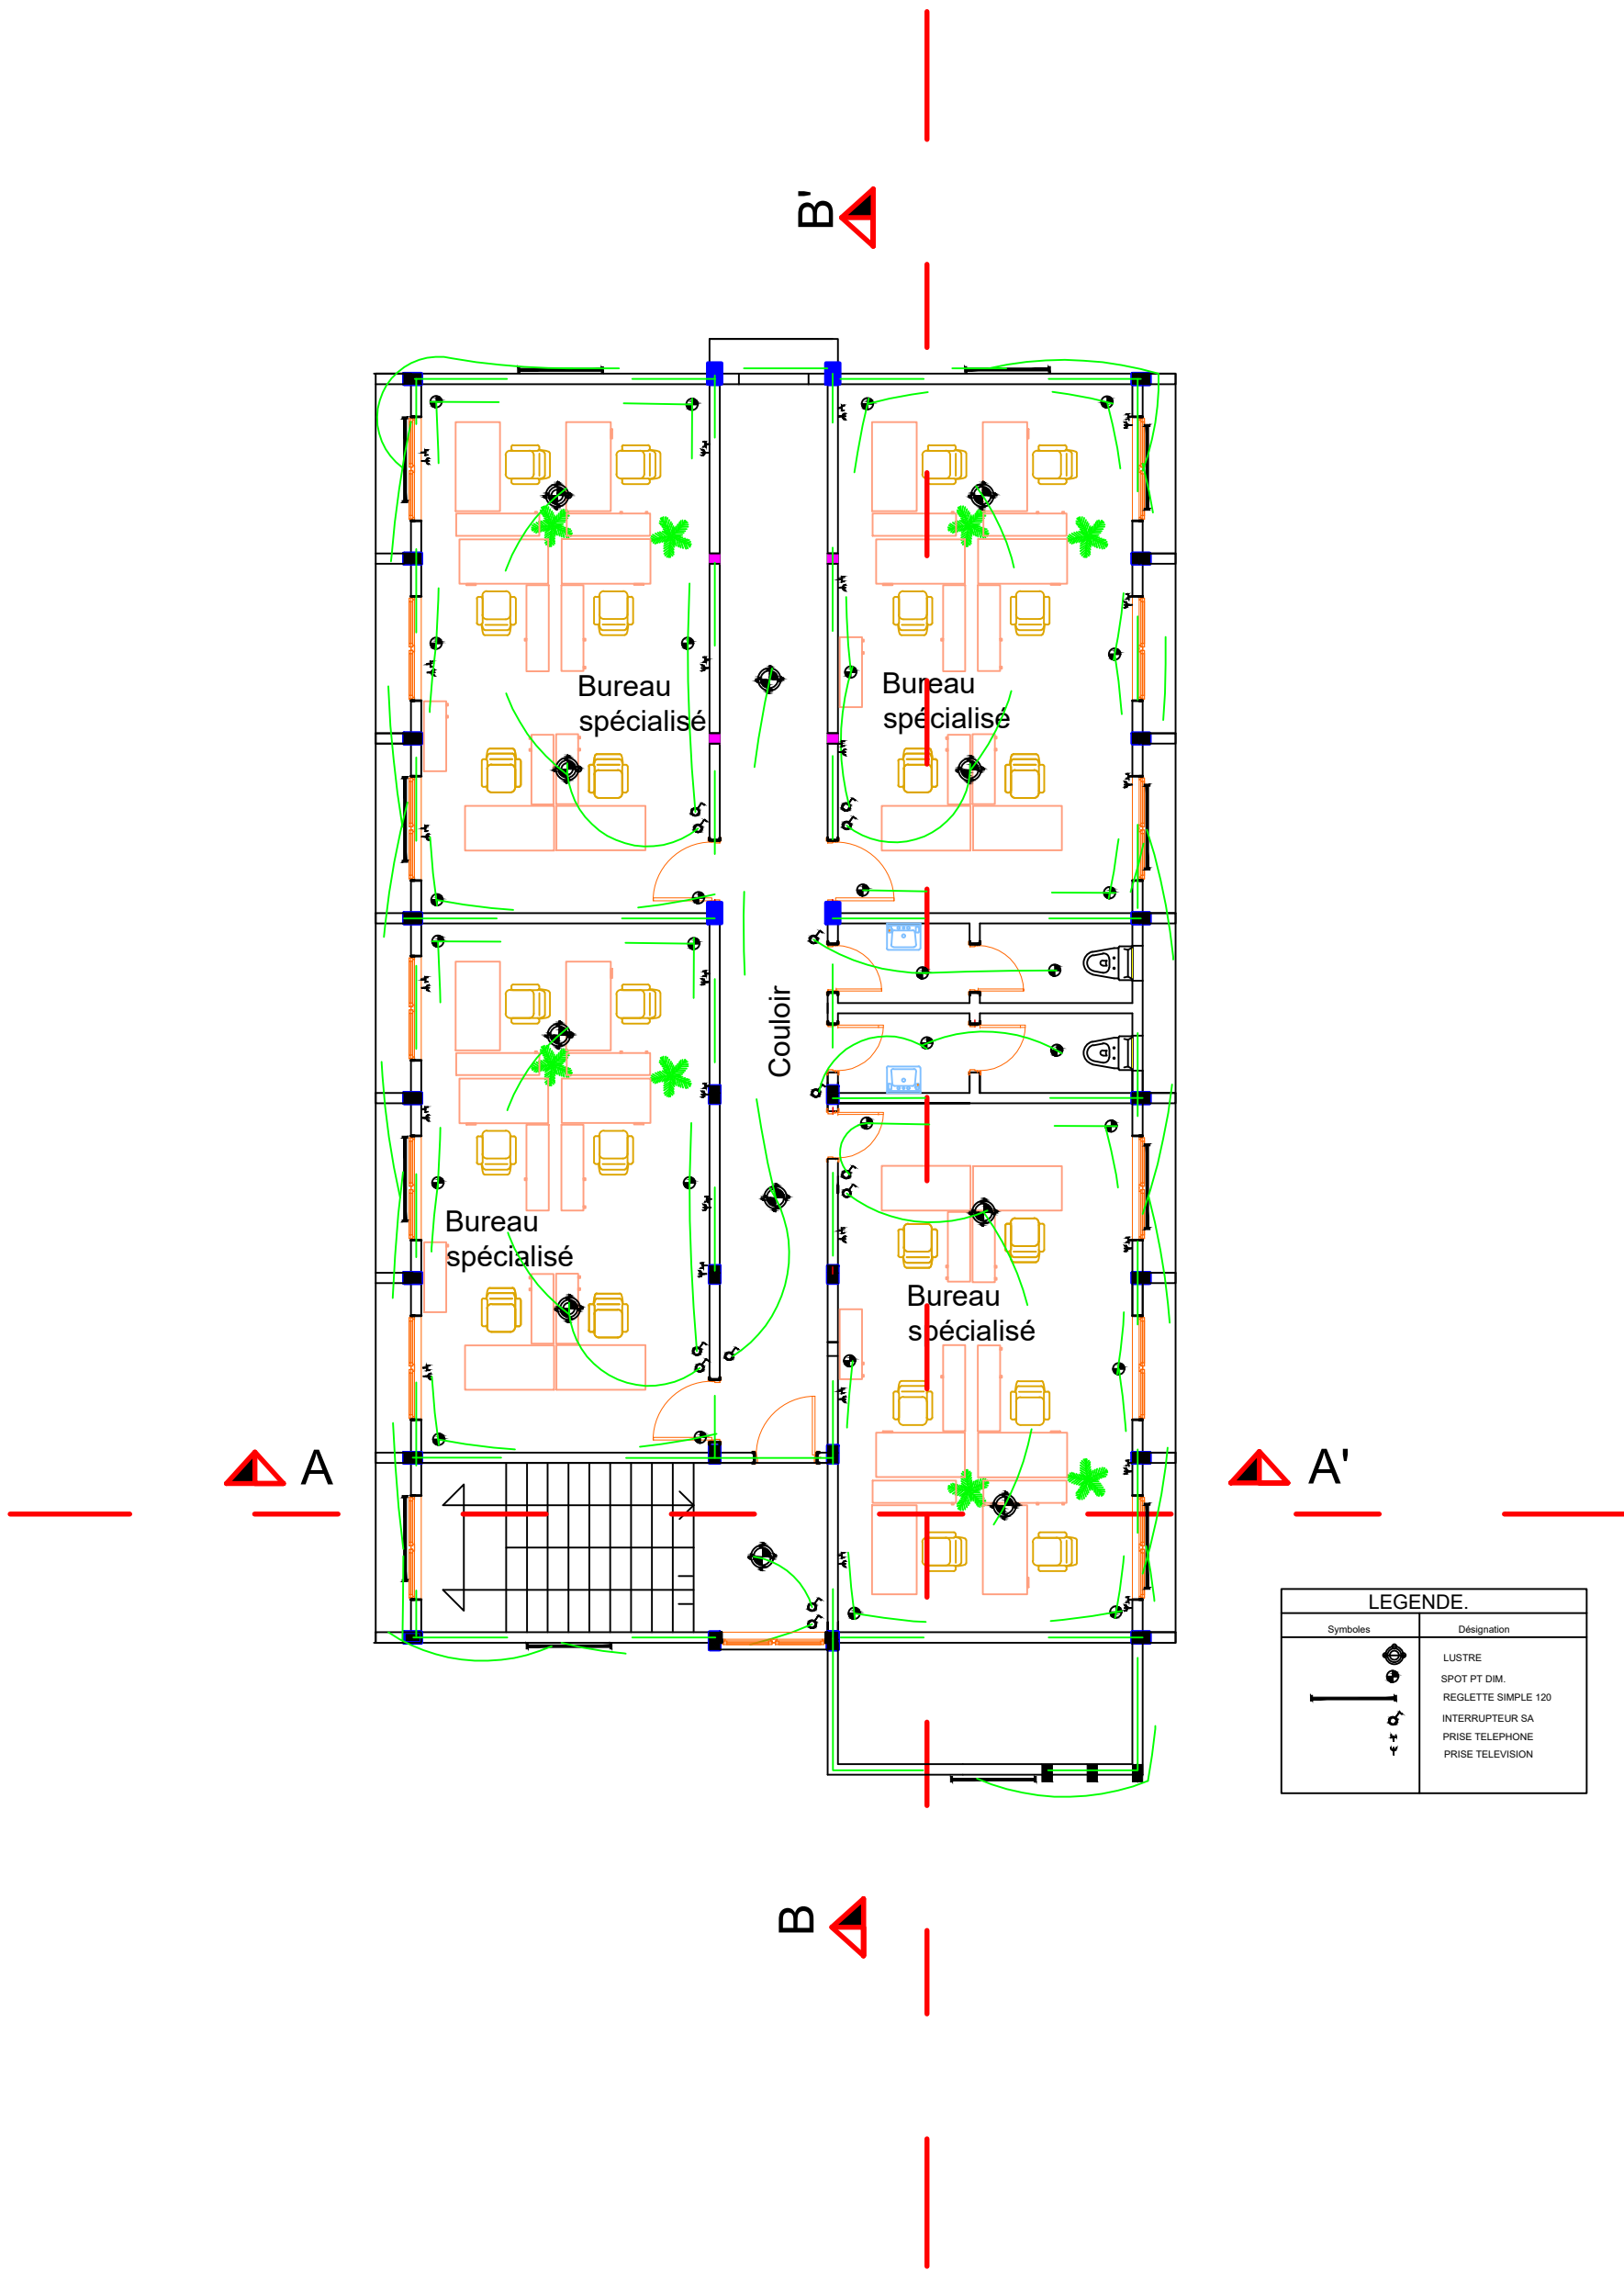 B'
Bureau
spécialisé
Bureau
spécialisé
Couloir
Bureau
spécialisé
Bureau
spécialisé
A
A'
LEGENDE.
Symboles
Désignation
LUSTRE
SPOT PT DIM.
REGLETTE SIMPLE 120
INTERRUPTEUR SA
PRISE TELEPHONE
PRISE TELEVISION
B